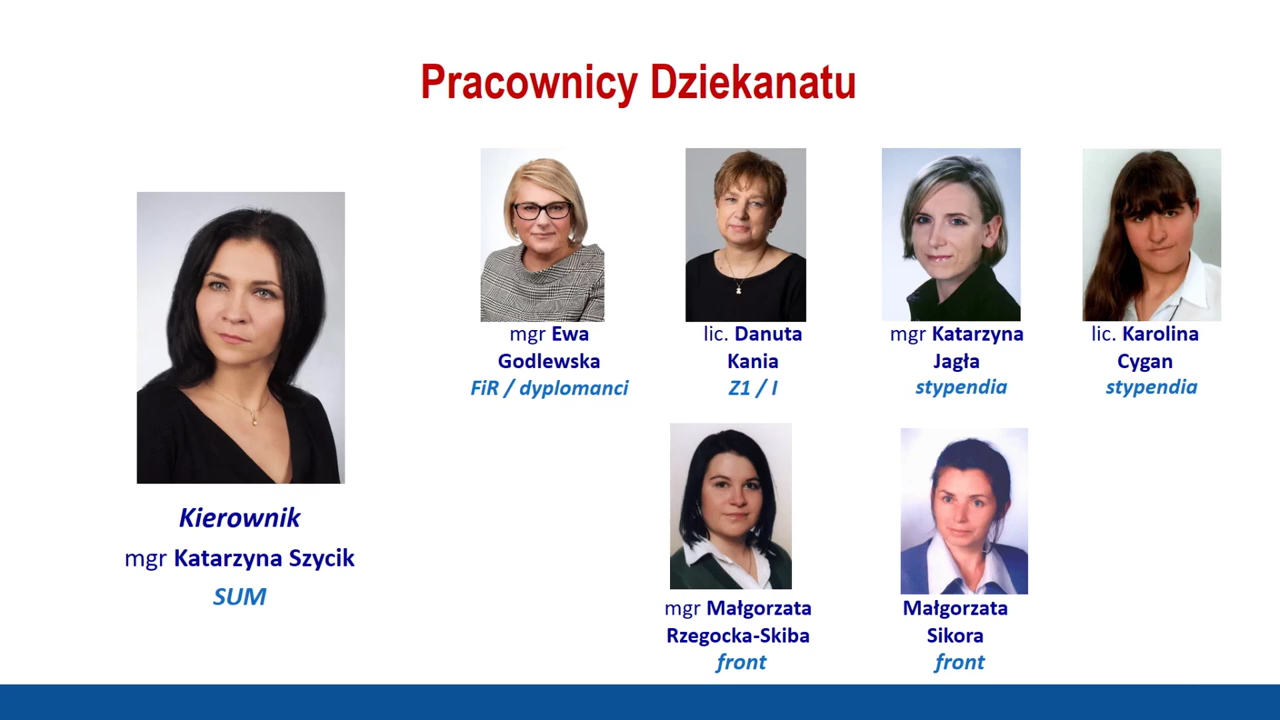 Pracownicy Dziekanatu
Kierownik
mgr Katarzyna Szycik
SUM
mgr Ewa
Godlewska
FiR / dyplomanci
lic. Danuta
Kania
Z1 / I
mgr Katarzyna
Jagła
stypendia
lic. Karolina
Cygan
stypendia
mgr Małgorzata
Rzegocka-Skiba
front
Małgorzata
Sikora
front